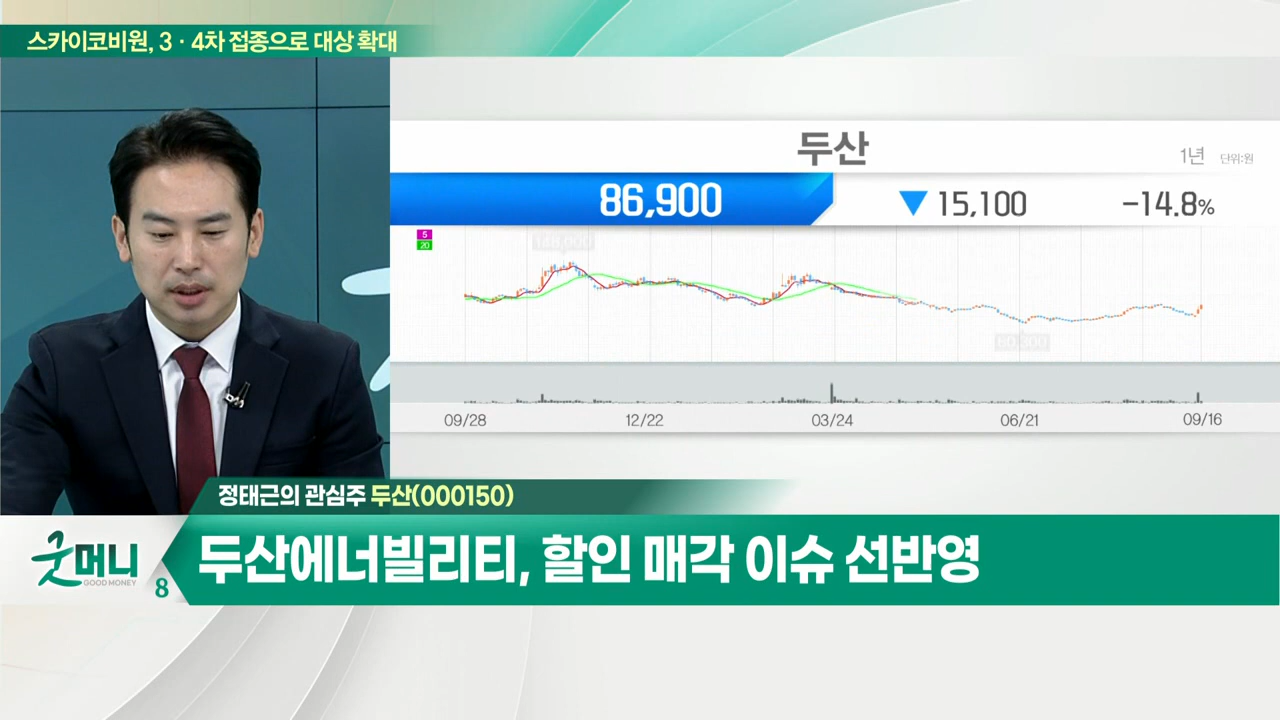 스카이코비원, 3·4차 접종으로 대상 확대
두산
1년 단위:원
86,900 ▼ 15,100 -14.8%
5
20
60,300
09/28 12/22 03/24 06/21 09/16
정태근의 관심주 두산(000150)
굿머니
GOOD MONEY
8
두산에너빌리티, 할인 매각 이슈 선반영